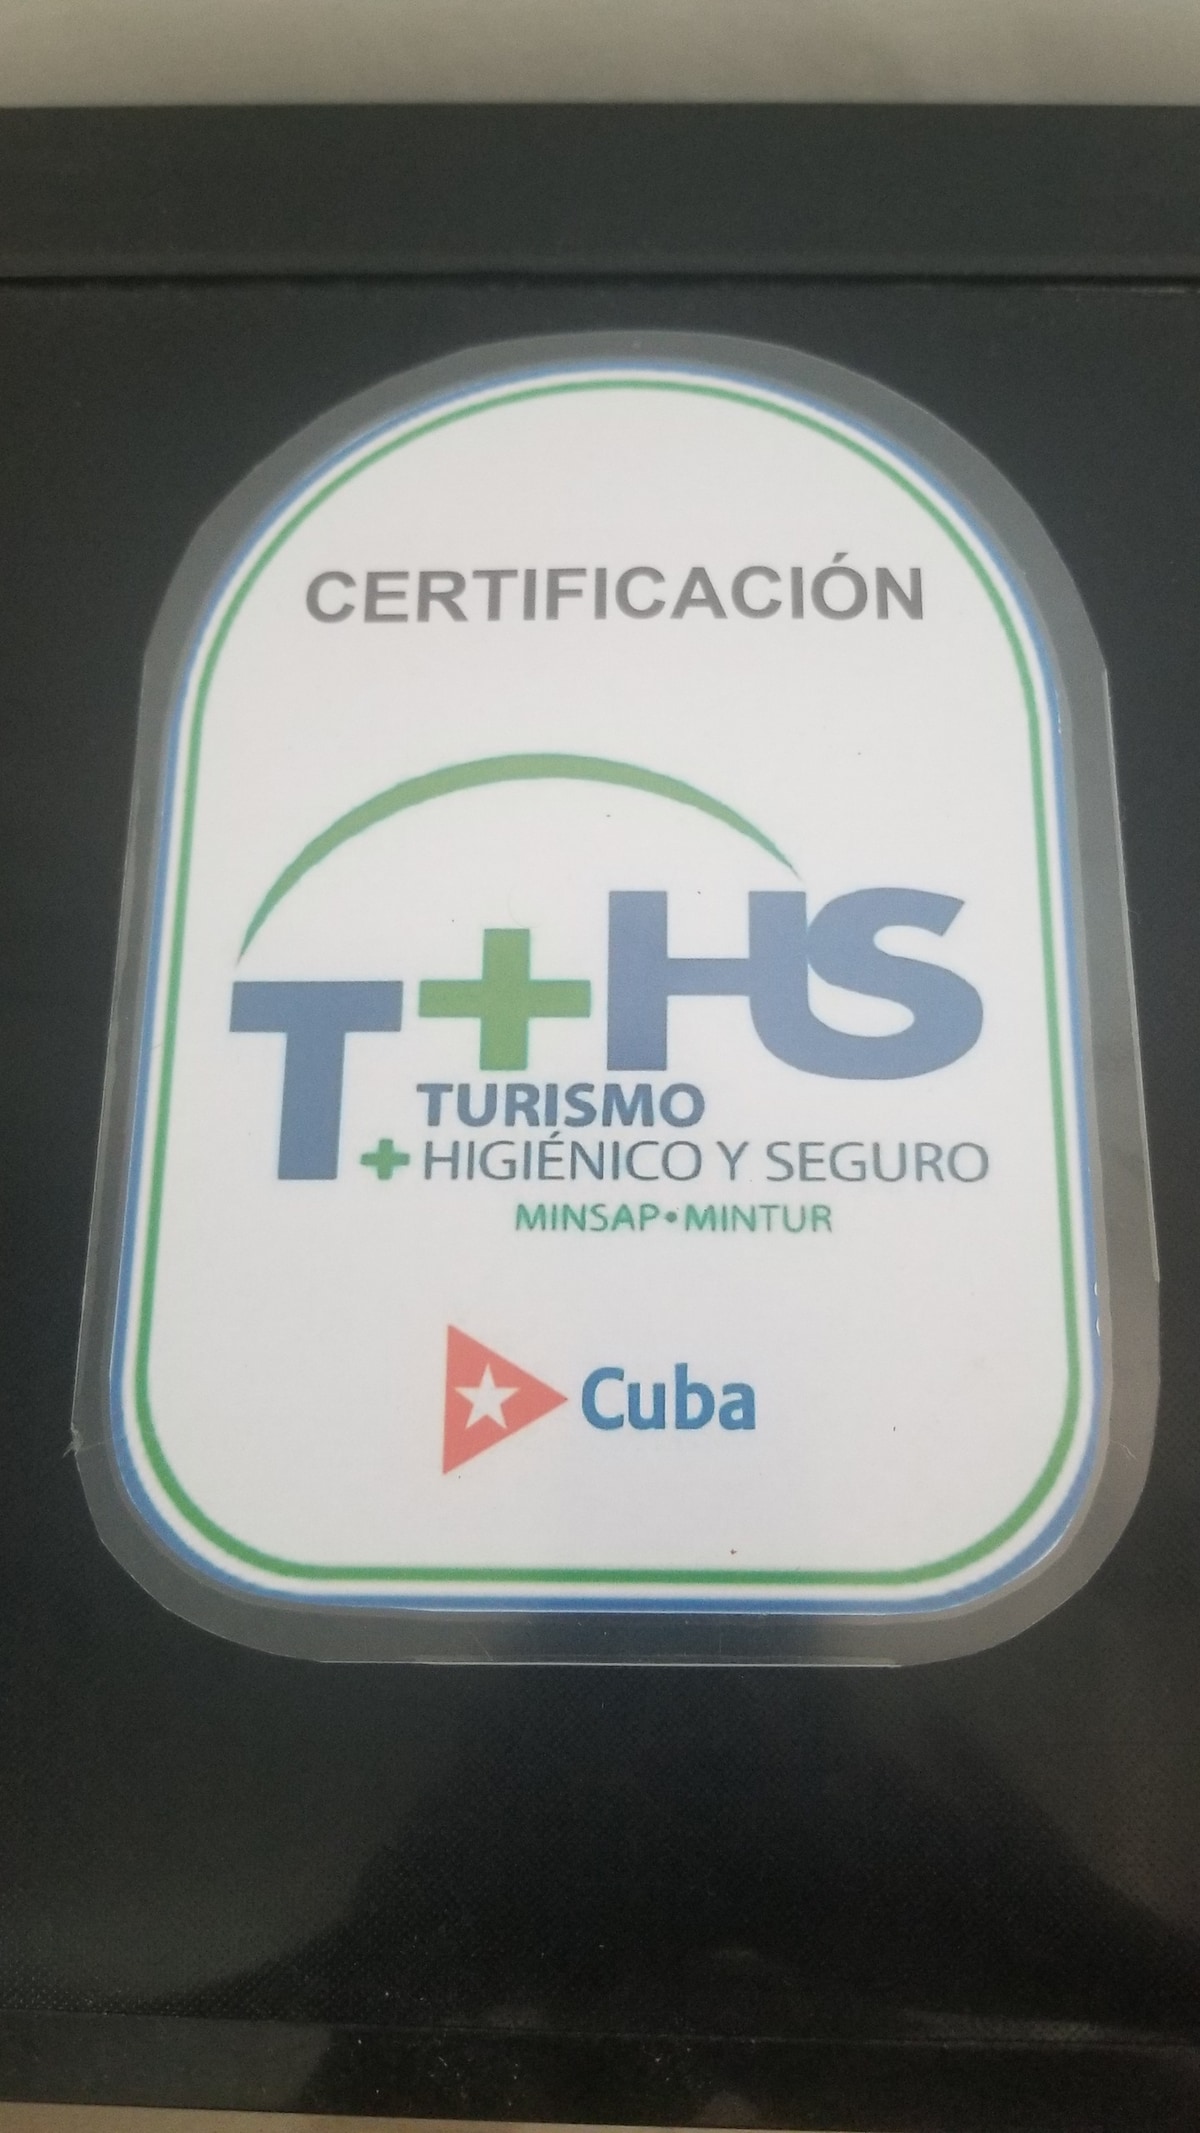 CERTIFICACIÓN
T+HS
TURISMO
+HIGIÉNICO Y SEGURO
MINSAP•MINTUR
Cuba